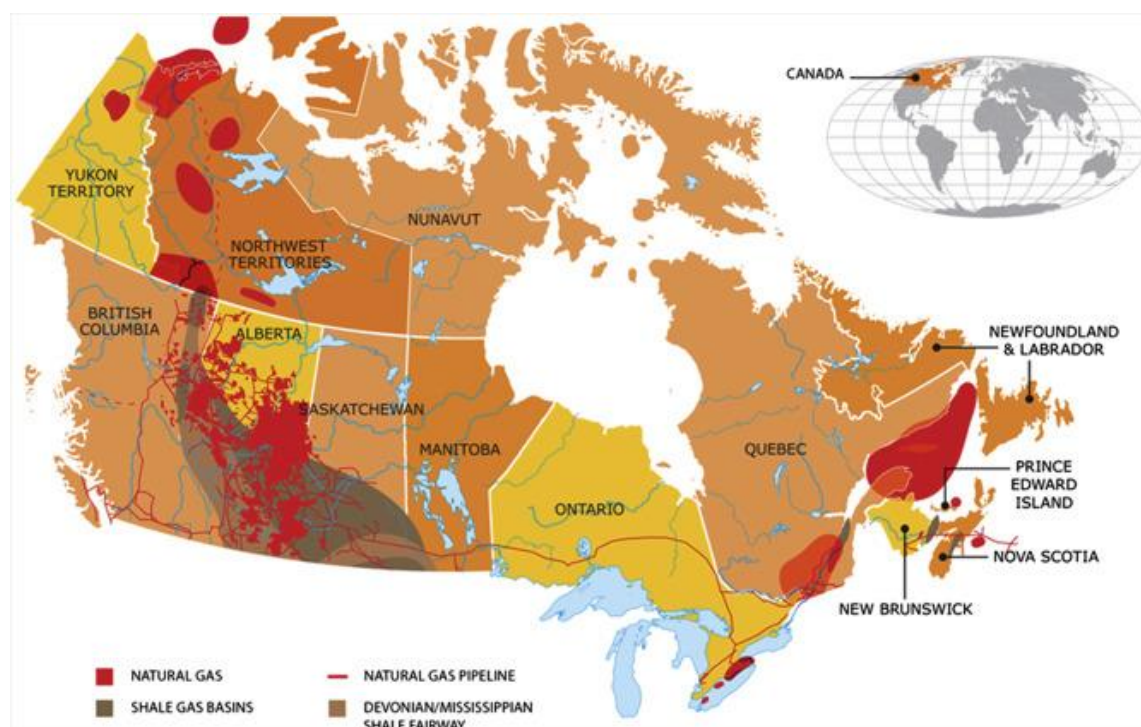 CANADA
YUKON
TERRITORY
NUNAVUT
NORTHWEST
TERRITORIES
BRITISH
COLUMBIA
ALBERTA
SASKATCHEWAN
MANITOBA
ONTARIO
QUEBEC
NEWFOUNDLAND
& LABRADOR
PRINCE
EDWARD
ISLAND
NOVA SCOTIA
NEW BRUNSWICK
NATURAL GAS
NATURAL GAS PIPELINE
SHALE GAS BASINS
DEVONIAN/MISSISSIPPIAN
SHALE FAIRWAY